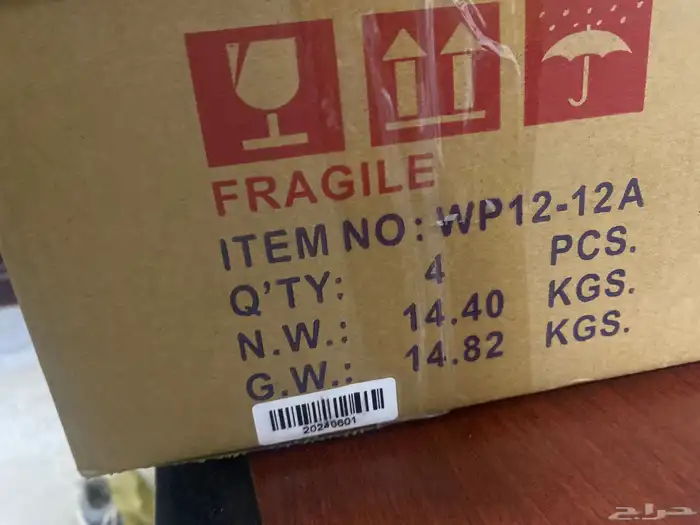 FRAGILE
ITEM NO: WP12-12A
Q'TY: 4 PCS.
N.W.: 14.40 KGS.
G.W.: 14.82 KGS.
20240601
حراج